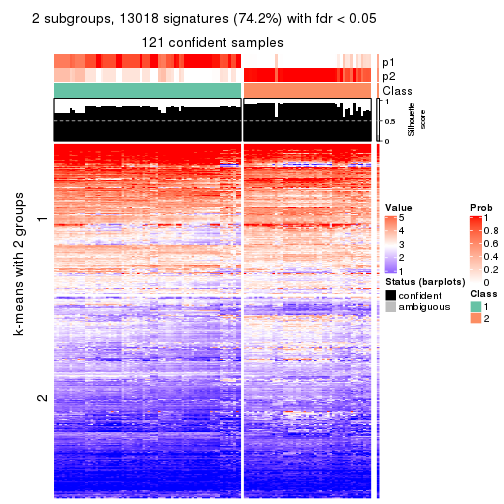 2 subgroups, 13018 signatures (74.2%) with fdr < 0.05
121 confident samples
p1
p2
Class
1
0.5
0
Silhouette
score
k-means with 2 groups
1
2
Value
5
4
3
2
1
Status (barplots)
confident
ambiguous
Prob
1
0.8
0.6
0.4
0.2
0
Class
1
2